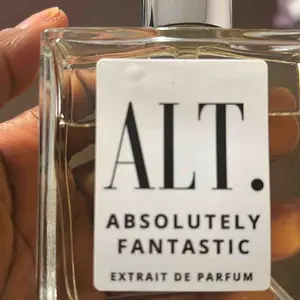 ALT.
ABSOLUTELY
FANTASTIC
EXTRAIT DE PARFUM